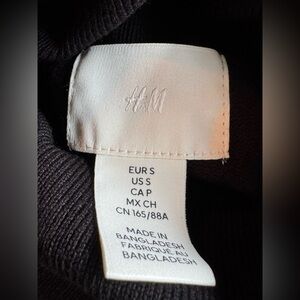 H&M
EUR S
US S
CA P
MX CH
CN 165/88A
MADE IN
BANGLADESH
FABRIQUÉ AU
BANGLADESH